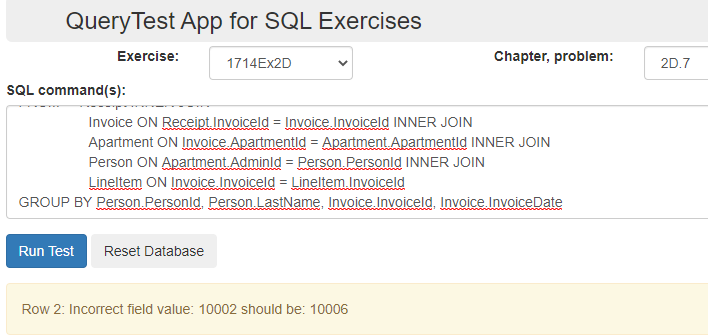 QueryTest App for SQL Exercises
Exercise: 1714Ex2D Chapter, problem: 2D.7
SQL command(s):
Invoice ON Receipt.InvoiceId = Invoice.InvoiceId INNER JOIN
Apartment ON Invoice.ApartmentId = Apartment.ApartmentId INNER JOIN
Person ON Apartment.AdminId = Person.PersonId INNER JOIN
LineItem ON Invoice.InvoiceId = LineItem.InvoiceId
GROUP BY Person.PersonId, Person.LastName, Invoice.InvoiceId, Invoice.InvoiceDate
Run Test Reset Database
Row 2: Incorrect field value: 10002 should be: 10006